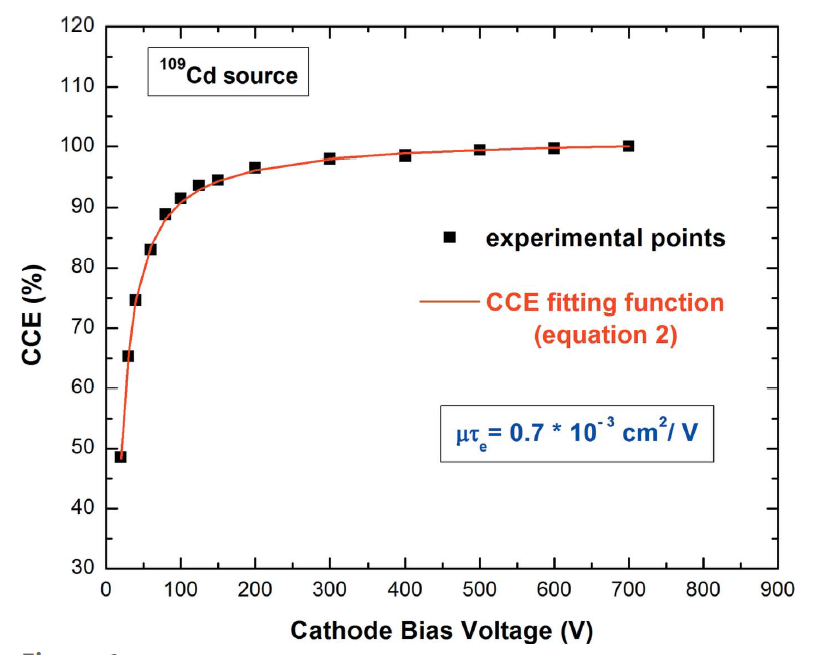 120
110
100
90
80
70
60
50
40
30
CCE (%)
¹⁰⁹Cd source
experimental points
CCE fitting function
(equation 2)
μτₑ= 0.7 * 10⁻³ cm²/ V
0 100 200 300 400 500 600 700 800 900
Cathode Bias Voltage (V)